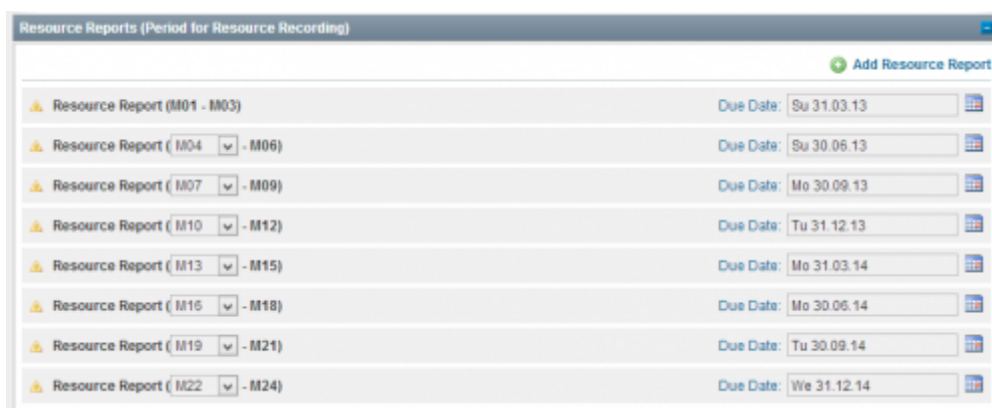 Resource Reports (Period for Resource Recording)
Add Resource Report
Resource Report (M01 - M03) Due Date: Su 31.03.13
Resource Report ( M04 - M06) Due Date: Su 30.06.13
Resource Report ( M07 - M09) Due Date: Mo 30.09.13
Resource Report ( M10 - M12) Due Date: Tu 31.12.13
Resource Report ( M13 - M15) Due Date: Mo 31.03.14
Resource Report ( M16 - M18) Due Date: Mo 30.06.14
Resource Report ( M19 - M21) Due Date: Tu 30.09.14
Resource Report ( M22 - M24) Due Date: We 31.12.14